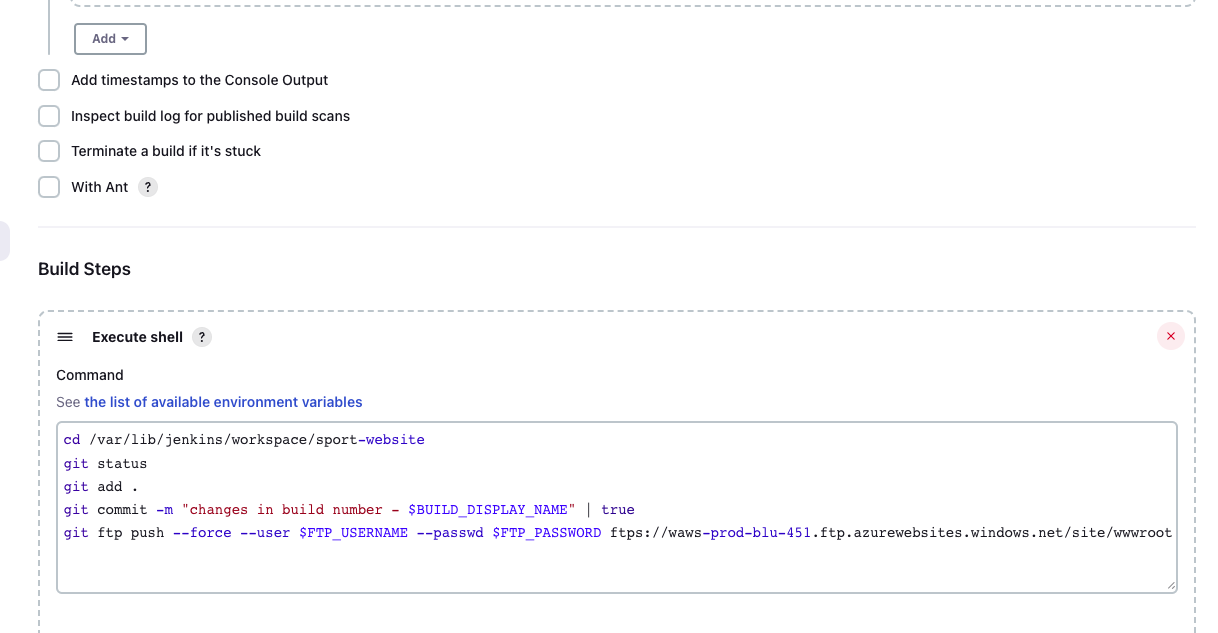 Add
Add timestamps to the Console Output
Inspect build log for published build scans
Terminate a build if it's stuck
With Ant ?
Build Steps
Execute shell ?
Command
See the list of available environment variables
cd /var/lib/jenkins/workspace/sport-website
git status
git add .
git commit -m "changes in build number - $BUILD_DISPLAY_NAME" | true
git ftp push --force --user $FTP_USERNAME --passwd $FTP_PASSWORD ftps://waws-prod-blu-451.ftp.azurewebsites.windows.net/site/wwwroot